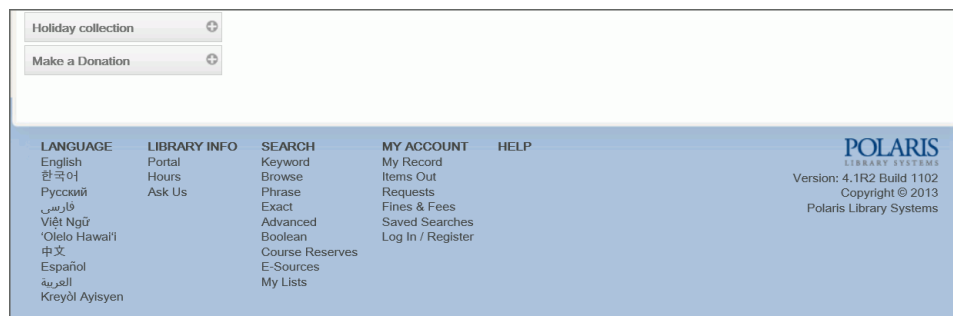 Holiday collection
Make a Donation
LANGUAGE
English
한국어
Русский
فارسی
Việt Ngữ
'Olelo Hawai'i
中文
Español
العربية
Kreyòl Ayisyen
LIBRARY INFO
Portal
Hours
Ask Us
SEARCH
Keyword
Browse
Phrase
Exact
Advanced
Boolean
Course Reserves
E-Sources
My Lists
MY ACCOUNT
My Record
Items Out
Requests
Fines & Fees
Saved Searches
Log In / Register
HELP
POLARIS
LIBRARY SYSTEMS
Version: 4.1R2 Build 1102
Copyright © 2013
Polaris Library Systems